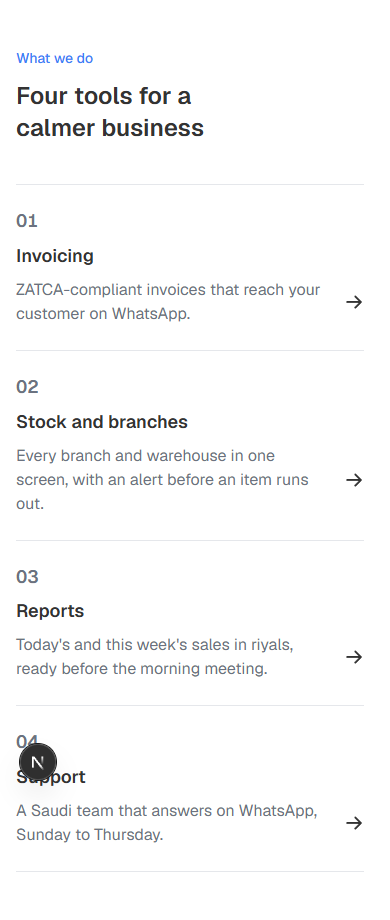 What we do
Four tools for a
calmer business
01
Invoicing
ZATCA-compliant invoices that reach your
customer on WhatsApp.
02
Stock and branches
Every branch and warehouse in one
screen, with an alert before an item runs
out.
03
Reports
Today's and this week's sales in riyals,
ready before the morning meeting.
04
N
Support
A Saudi team that answers on WhatsApp,
Sunday to Thursday.